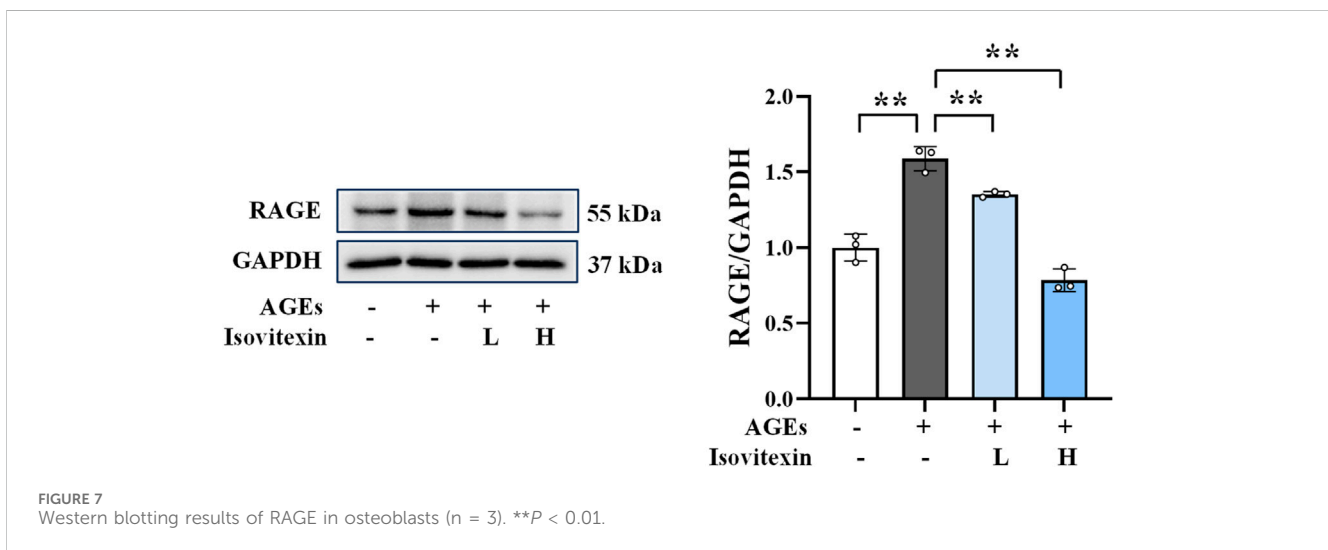 RAGE 55 kDa
GAPDH 37 kDa
AGEs - + + +
Isovitexin - - L H
** 
** **
RAGE/GAPDH
2.0
1.5
1.0
0.5
0.0
AGEs - + + +
Isovitexin - - L H
FIGURE 7
Western blotting results of RAGE in osteoblasts (n = 3). **P < 0.01.